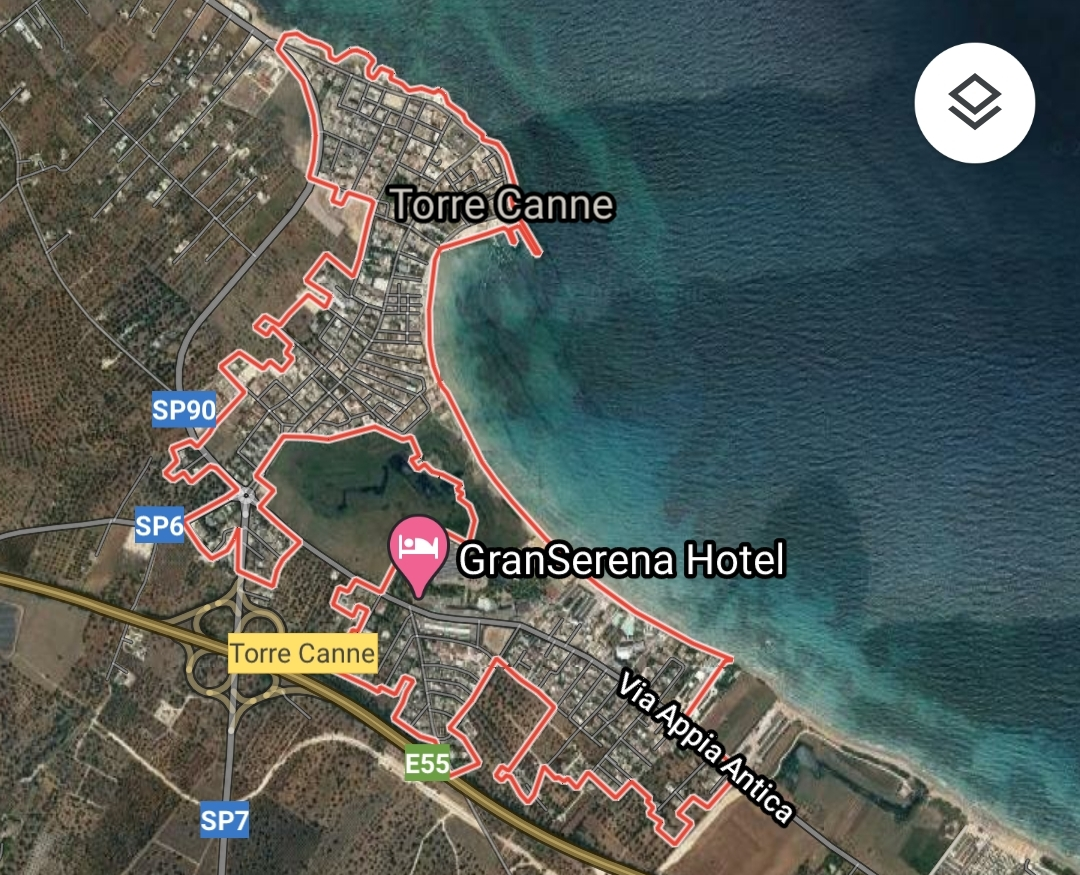 Torre Canne
SP90
SP6
GranSerena Hotel
Torre Canne
Via Appia Antica
E55
SP7